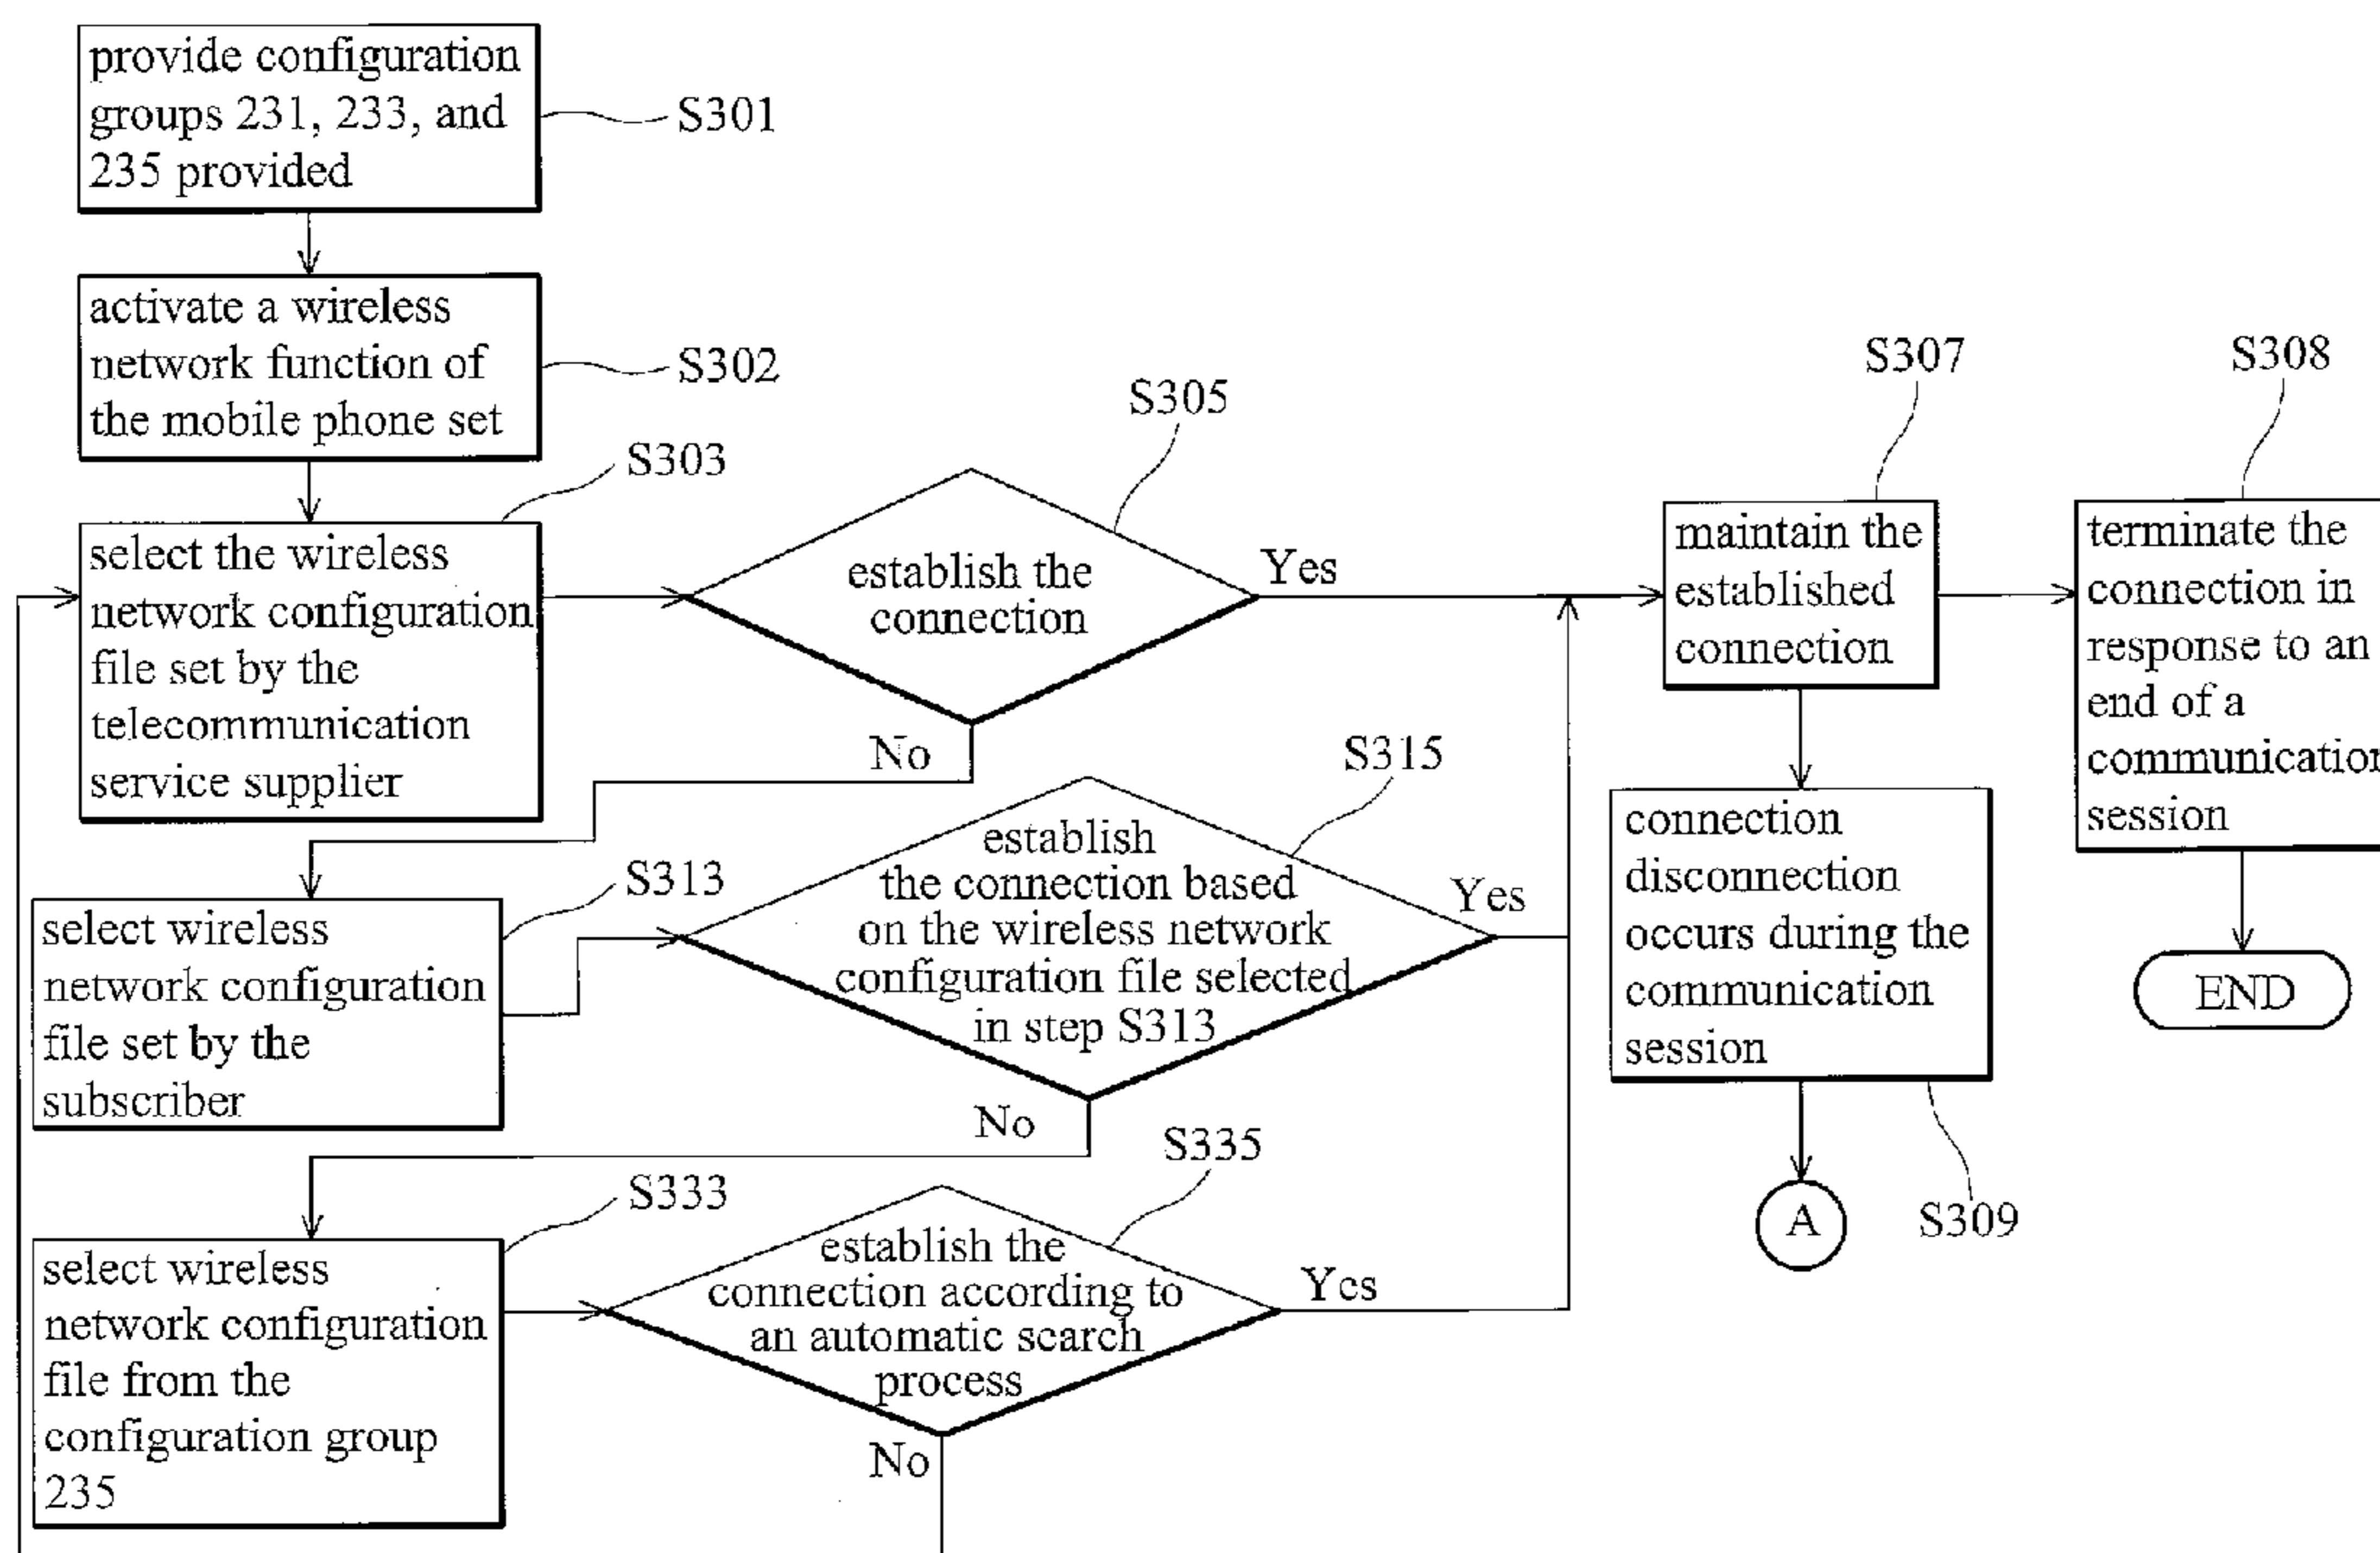 provide configuration
groups 231, 233, and
235 provided
S301
activate a wireless
network function of
the mobile phone set
S302
S303
select the wireless
network configuration
file set by the
telecommunication
service supplier
S305
establish the
connection
Yes
No
S307
maintain the
established
connection
S308
terminate the
connection in
response to an
end of a
communication
session
END
S313
select wireless
network configuration
file set by the
subscriber
S315
establish
the connection based
on the wireless network
configuration file selected
in step S313
Yes
No
connection
disconnection
occurs during the
communication
session
S309
A
S333
select wireless
network configuration
file from the
configuration group
235
S335
establish the
connection according to
an automatic search
process
Yes
No